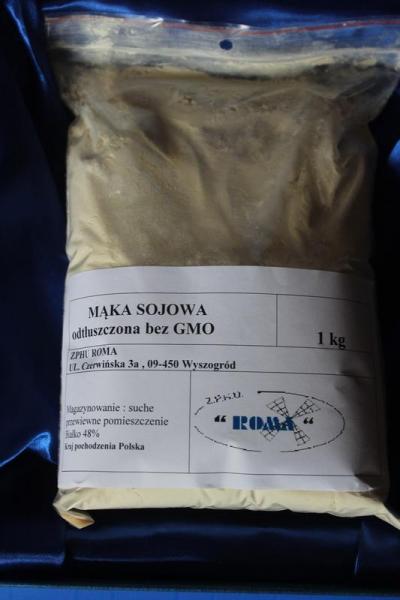 MĄKA SOJOWA
odtłuszczona bez GMO
1 kg
ZPHU ROMA
UL. Czerwińska 3a , 09-450 Wyszogród
Magazynowanie : suche
przewiewne pomieszczenie
Białko 48%
Kraj pochodzenia Polska
Z.P.H.U.
“ ROMA ”